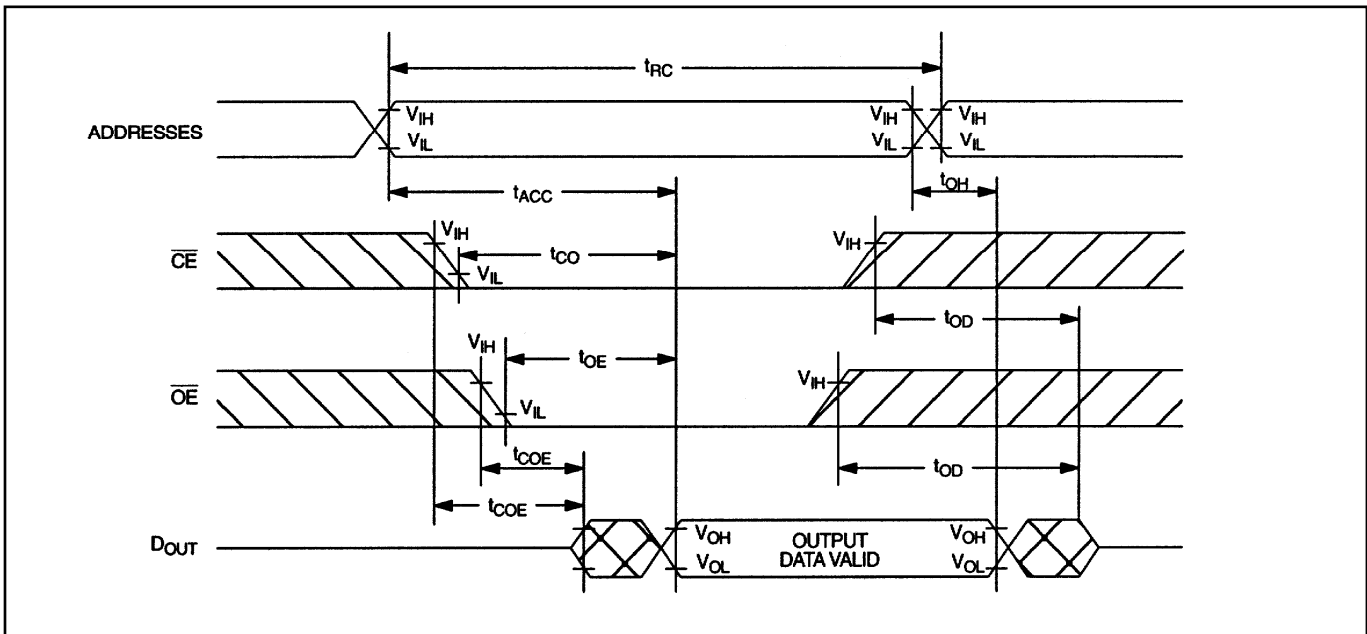 tRC
VIH
VIH
VIH
ADDRESSES
VIL
VIL
VIL
tOH
tACC
VIH
VIH
CE
tCO
VIL
tOD
VIH
tOE
VIH
OE
VIL
tCOE
tOD
tCOE
VOH
OUTPUT
VOH
DOUT
VOL
DATA VALID
VOL